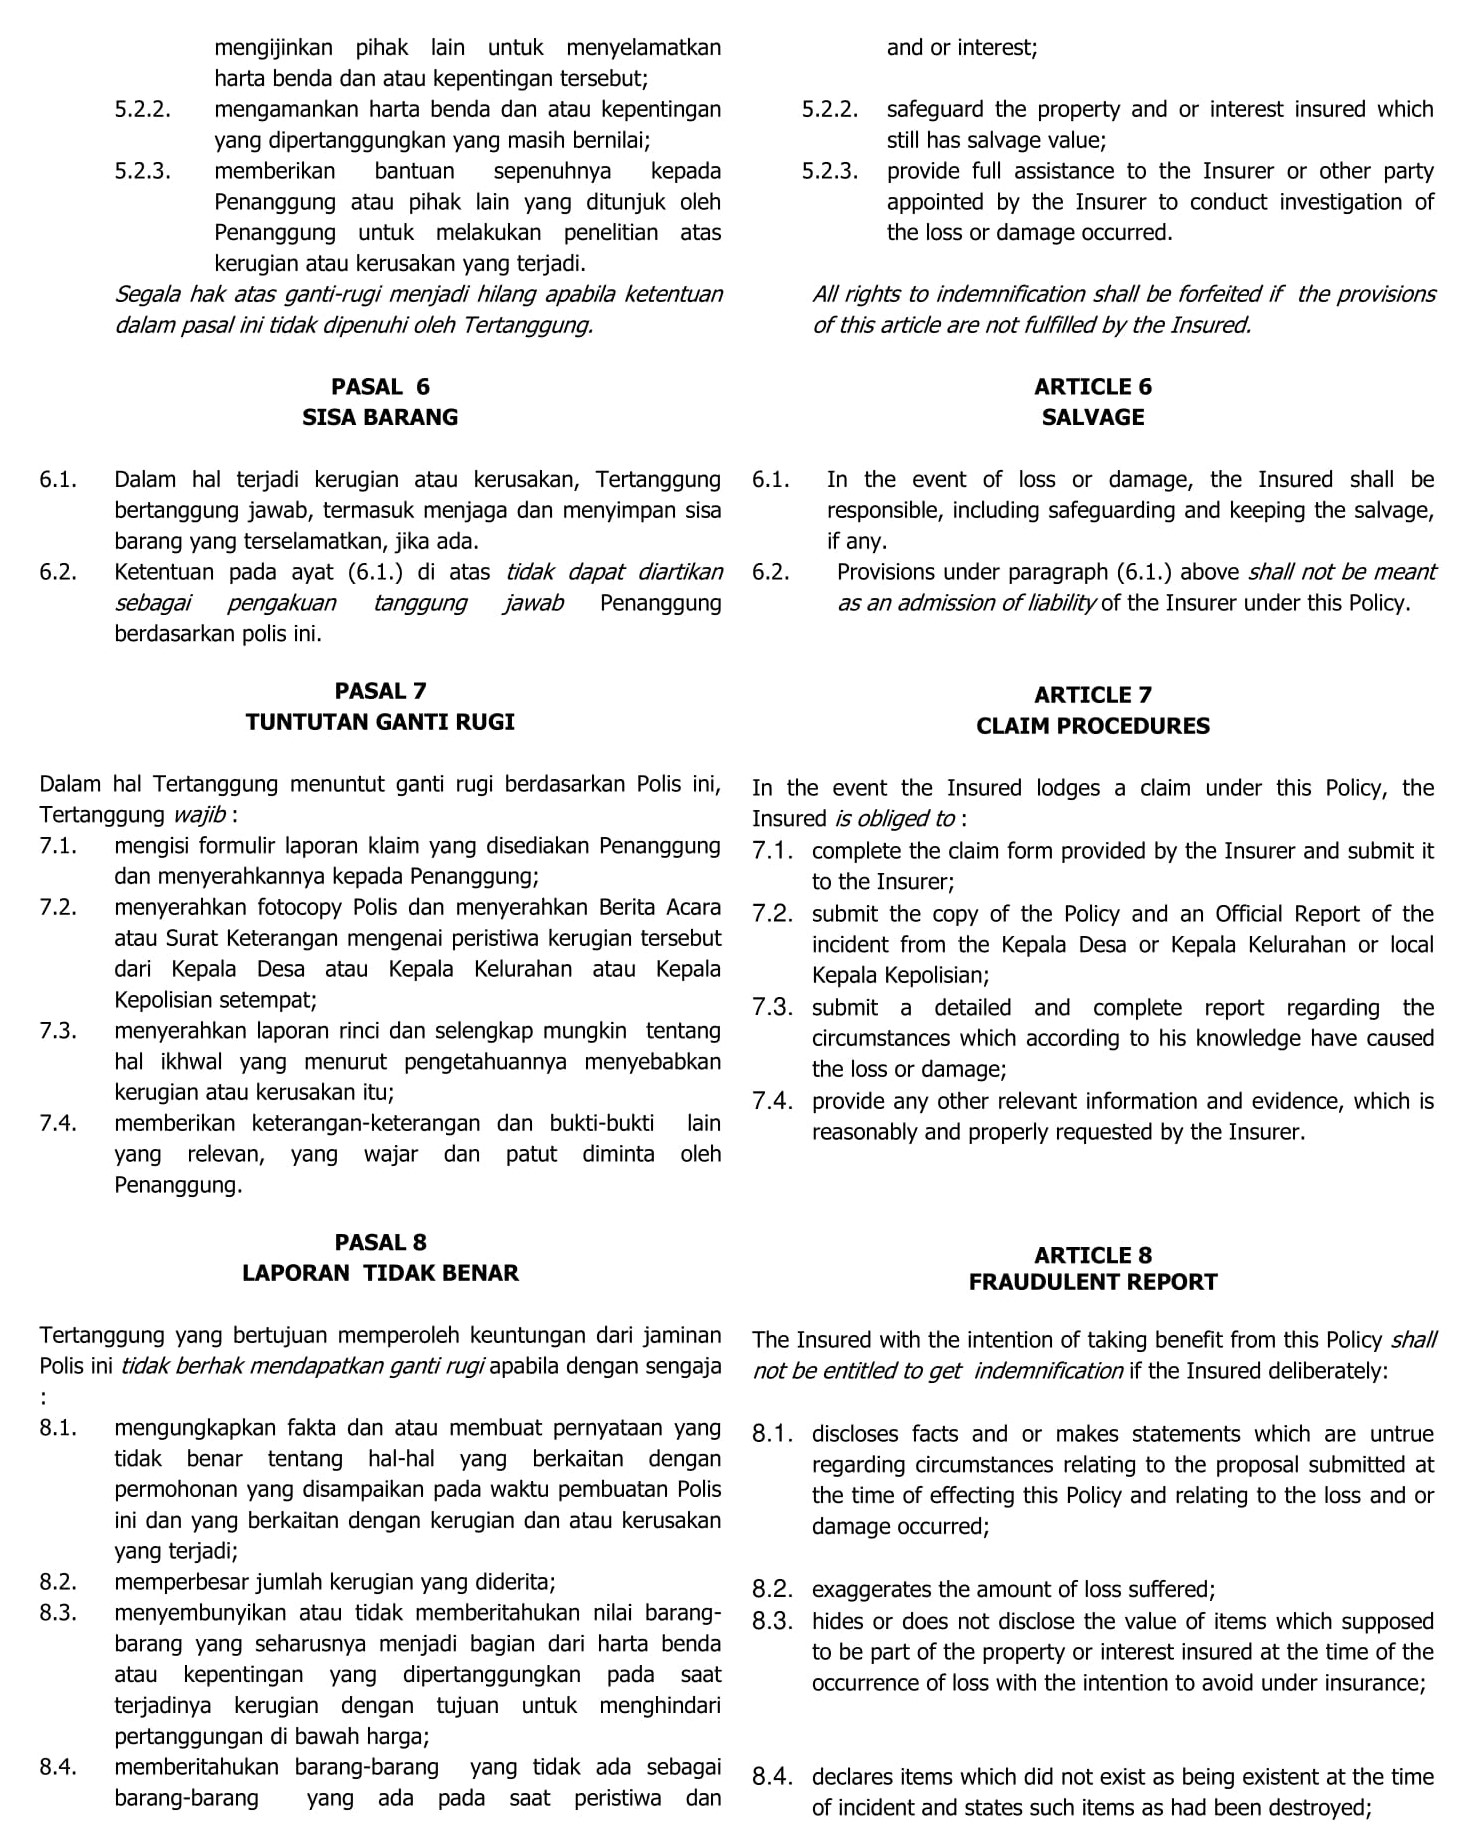 mengijinkan pihak lain untuk menyelamatkan
harta benda dan atau kepentingan tersebut;
5.2.2. mengamankan harta benda dan atau kepentingan
yang dipertanggungkan yang masih bernilai;
5.2.3. memberikan bantuan sepenuhnya kepada
Penanggung atau pihak lain yang ditunjuk oleh
Penanggung untuk melakukan penelitian atas
kerugian atau kerusakan yang terjadi.
Segala hak atas ganti-rugi menjadi hilang apabila ketentuan
dalam pasal ini tidak dipenuhi oleh Tertanggung.
PASAL 6
SISA BARANG
6.1. Dalam hal terjadi kerugian atau kerusakan, Tertanggung
bertanggung jawab, termasuk menjaga dan menyimpan sisa
barang yang terselamatkan, jika ada.
6.2. Ketentuan pada ayat (6.1.) di atas tidak dapat diartikan
sebagai pengakuan tanggung jawab Penanggung
berdasarkan polis ini.
PASAL 7
TUNTUTAN GANTI RUGI
Dalam hal Tertanggung menuntut ganti rugi berdasarkan Polis ini,
Tertanggung wajib :
7.1. mengisi formulir laporan klaim yang disediakan Penanggung
dan menyerahkannya kepada Penanggung;
7.2. menyerahkan fotocopy Polis dan menyerahkan Berita Acara
atau Surat Keterangan mengenai peristiwa kerugian tersebut
dari Kepala Desa atau Kepala Kelurahan atau Kepala
Kepolisian setempat;
7.3. menyerahkan laporan rinci dan selengkap mungkin tentang
hal ikhwal yang menurut pengetahuannya menyebabkan
kerugian atau kerusakan itu;
7.4. memberikan keterangan-keterangan dan bukti-bukti lain
yang relevan, yang wajar dan patut diminta oleh
Penanggung.
PASAL 8
LAPORAN TIDAK BENAR
Tertanggung yang bertujuan memperoleh keuntungan dari jaminan
Polis ini tidak berhak mendapatkan ganti rugi apabila dengan sengaja
:
8.1. mengungkapkan fakta dan atau membuat pernyataan yang
tidak benar tentang hal-hal yang berkaitan dengan
permohonan yang disampaikan pada waktu pembuatan Polis
ini dan yang berkaitan dengan kerugian dan atau kerusakan
yang terjadi;
8.2. memperbesar jumlah kerugian yang diderita;
8.3. menyembunyikan atau tidak memberitahukan nilai barang-
barang yang seharusnya menjadi bagian dari harta benda
atau kepentingan yang dipertanggungkan pada saat
terjadinya kerugian dengan tujuan untuk menghindari
pertanggungan di bawah harga;
8.4. memberitahukan barang-barang yang tidak ada sebagai
barang-barang yang ada pada saat peristiwa dan
and or interest;
5.2.2. safeguard the property and or interest insured which
still has salvage value;
5.2.3. provide full assistance to the Insurer or other party
appointed by the Insurer to conduct investigation of
the loss or damage occurred.
All rights to indemnification shall be forfeited if the provisions
of this article are not fulfilled by the Insured.
ARTICLE 6
SALVAGE
6.1. In the event of loss or damage, the Insured shall be
responsible, including safeguarding and keeping the salvage,
if any.
6.2. Provisions under paragraph (6.1.) above shall not be meant
as an admission of liability of the Insurer under this Policy.
ARTICLE 7
CLAIM PROCEDURES
In the event the Insured lodges a claim under this Policy, the
Insured is obliged to :
7.1. complete the claim form provided by the Insurer and submit it
to the Insurer;
7.2. submit the copy of the Policy and an Official Report of the
incident from the Kepala Desa or Kepala Kelurahan or local
Kepala Kepolisian;
7.3. submit a detailed and complete report regarding the
circumstances which according to his knowledge have caused
the loss or damage;
7.4. provide any other relevant information and evidence, which is
reasonably and properly requested by the Insurer.
ARTICLE 8
FRAUDULENT REPORT
The Insured with the intention of taking benefit from this Policy shall
not be entitled to get indemnification if the Insured deliberately:
8.1. discloses facts and or makes statements which are untrue
regarding circumstances relating to the proposal submitted at
the time of effecting this Policy and relating to the loss and or
damage occurred;
8.2. exaggerates the amount of loss suffered;
8.3. hides or does not disclose the value of items which supposed
to be part of the property or interest insured at the time of the
occurrence of loss with the intention to avoid under insurance;
8.4. declares items which did not exist as being existent at the time
of incident and states such items as had been destroyed;